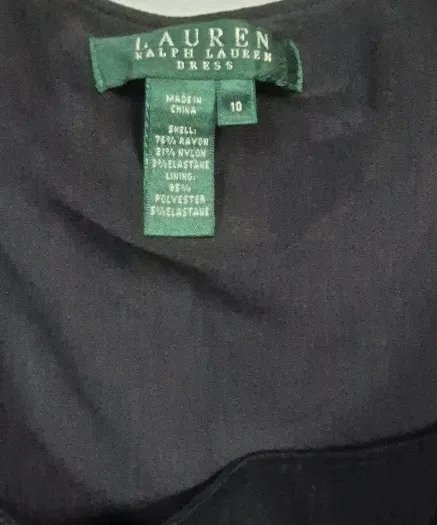 LAUREN
RALPH LAUREN
DRESS
MADE IN
CHINA
10
SHELL:
76% RAYON
21% NYLON
3% ELASTANE
LINING:
95%
POLYESTER
5% ELASTANE